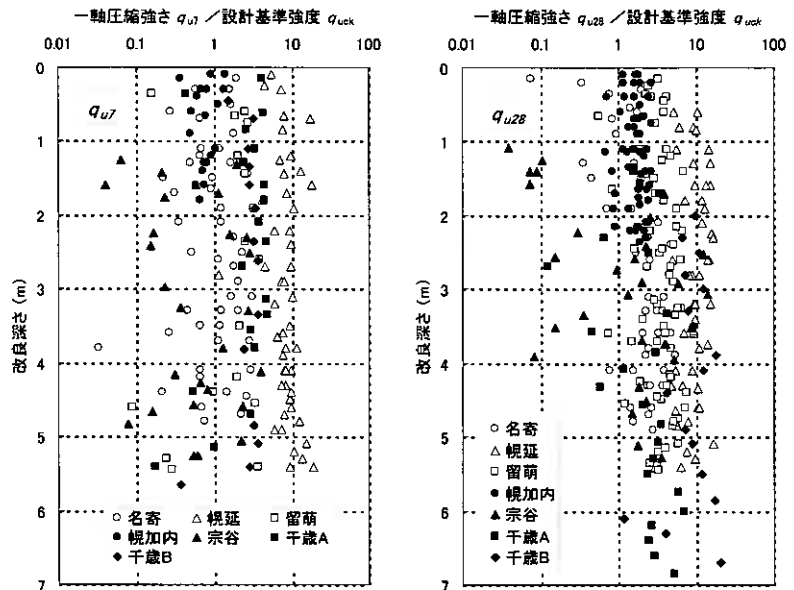 一軸圧縮強さ qu7 ／設計基準強度 quck
0.01 0.1 1 10 100
0
1
2
3
4
5
6
7
改良深さ (m)
qu7
名寄 幌延 留萌
幌加内 宗谷 千歳A
千歳B
一軸圧縮強さ qu28 ／設計基準強度 quck
0.01 0.1 1 10 100
0
1
2
3
4
5
6
7
改良深さ (m)
qu28
名寄
幌延
留萌
幌加内
宗谷
千歳A
千歳B